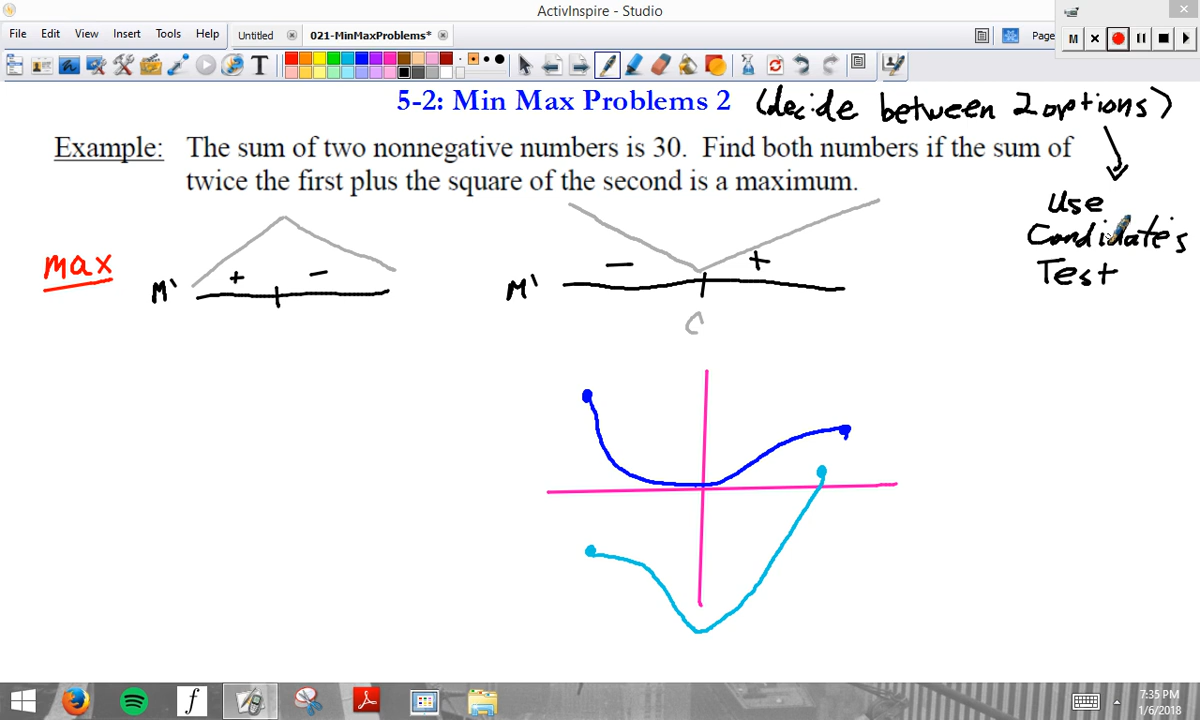 ActivInspire - Studio
File Edit View Insert Tools Help Untitled 021-MinMaxProblems* Page
M
T
5-2: Min Max Problems 2 (decide between 2 options)
Example: The sum of two nonnegative numbers is 30. Find both numbers if the sum of
twice the first plus the square of the second is a maximum.
Use
Candidates
Test
max
M' + -
M' - +
C
f
7:35 PM
1/6/2018